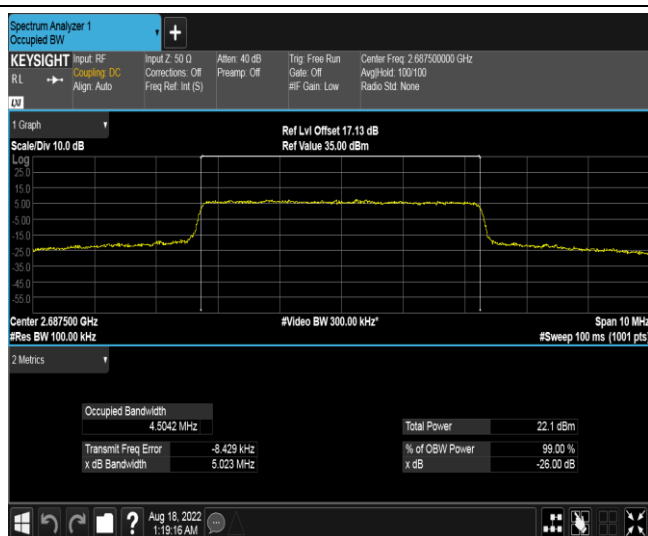 Spectrum Analyzer 1
Occupied BW
+
KEYSIGHT
RL
LXI
Input: RF
Coupling: DC
Align: Auto
Input Z: 50 Ω
Corrections: Off
Freq Ref: Int (S)
Atten: 40 dB
Preamp: Off
Trig: Free Run
Gate: Off
#IF Gain: Low
Center Freq: 2.687500000 GHz
Avg|Hold: 100/100
Radio Std: None
1 Graph
Scale/Div 10.0 dB
Ref Lvl Offset 17.13 dB
Ref Value 35.00 dBm
Log
25.0
15.0
5.00
-5.00
-15.0
-25.0
-35.0
-45.0
-55.0
Center 2.687500 GHz
#Res BW 100.00 kHz
#Video BW 300.00 kHz*
Span 10 MHz
#Sweep 100 ms (1001 pts)
2 Metrics
Occupied Bandwidth
4.5042 MHz
Transmit Freq Error -8.429 kHz
x dB Bandwidth 5.023 MHz
Total Power 22.1 dBm
% of OBW Power 99.00 %
x dB -26.00 dB
?
Aug 18, 2022
1:19:16 AM